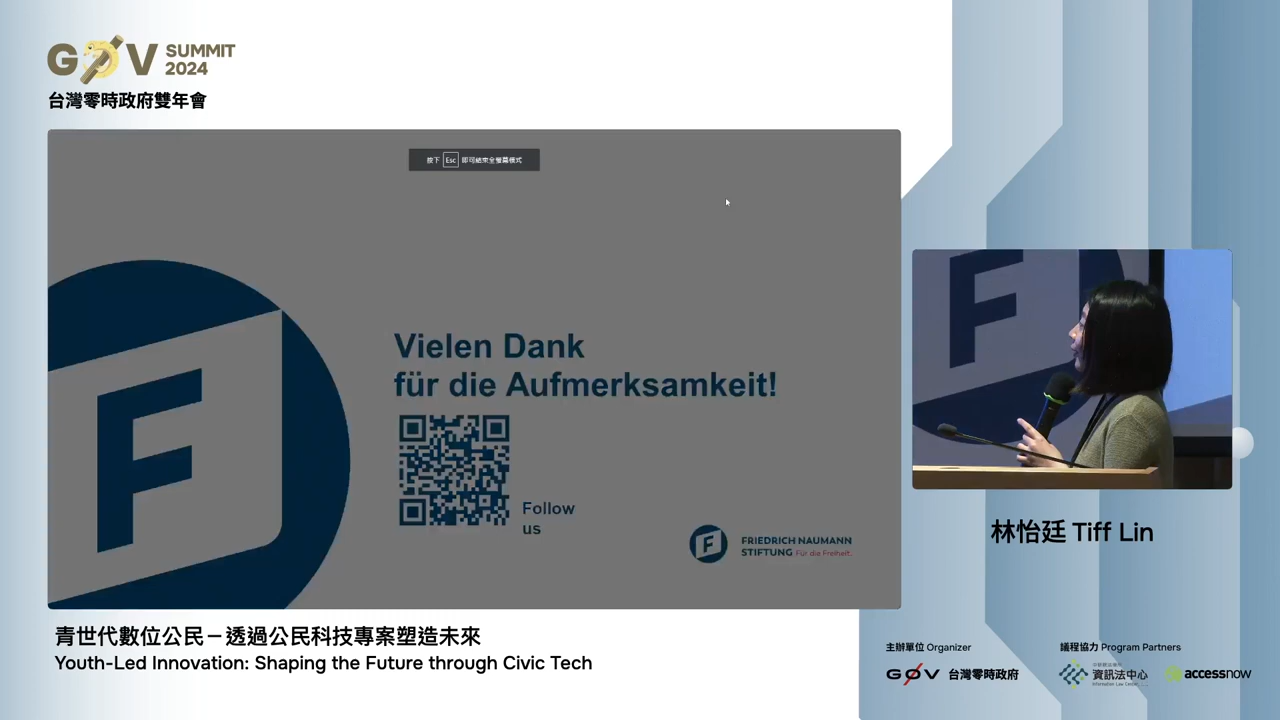 G0V SUMMIT 2024
台灣零時政府雙年會
按下 Esc 即可結束全螢幕模式
Vielen Dank
für die Aufmerksamkeit!
Follow
us
FRIEDRICH NAUMANN
STIFTUNG Für die Freiheit.
林怡廷 Tiff Lin
青世代數位公民－透過公民科技專案塑造未來
Youth-Led Innovation: Shaping the Future through Civic Tech
主辦單位 Organizer
議程協力 Program Partners
G0V 台灣零時政府
資訊法中心
Information Law Center
accessnow